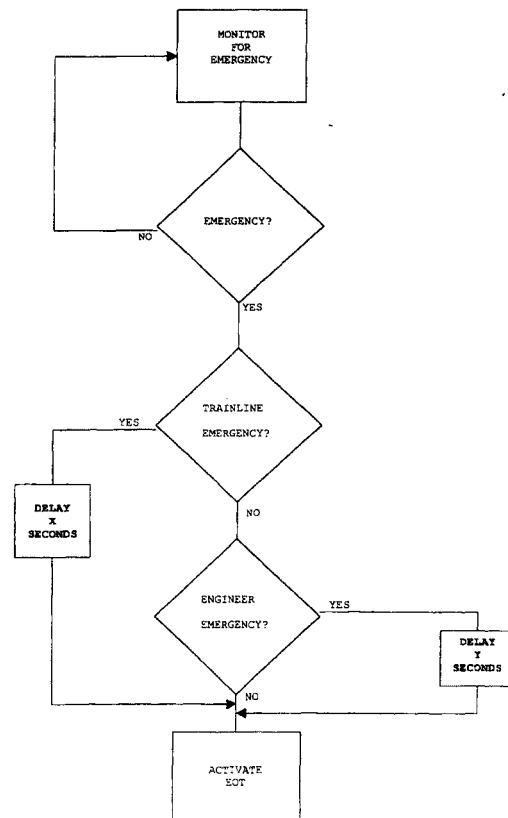 MONITOR
FOR
EMERGENCY
EMERGENCY?
NO
YES
TRAINLINE
EMERGENCY?
YES
NO
DELAY
X
SECONDS
ENGINEER
EMERGENCY?
YES
DELAY
Y
SECONDS
NO
ACTIVATE
EOT